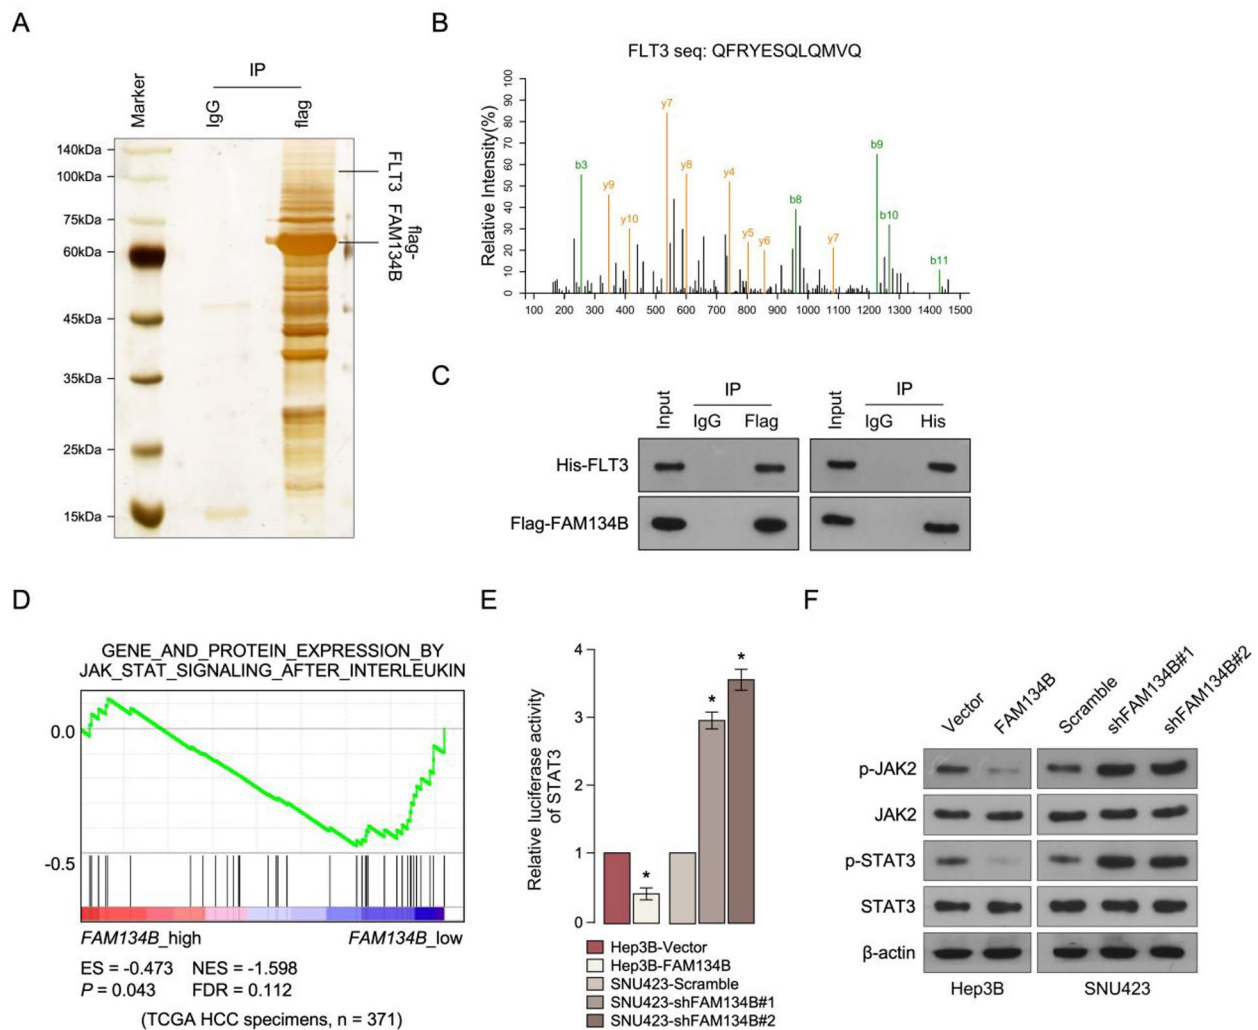 A
IP
Marker
IgG
flag
140kDa
100kDa
75kDa
60kDa
45kDa
35kDa
25kDa
15kDa
FLT3
flag-
FAM134B
B
FLT3 seq: QFRYESQLQMVQ
Relative Intensity(%)
100
90
80
70
60
50
40
30
20
10
0
b3
y9
y10
y7
y8
y4
y5
y6
b8
y7
b9
b10
b11
100 200 300 400 500 600 700 800 900 1000 1100 1200 1300 1400 1500
C
Input
IP
IgG Flag
Input
IP
IgG His
His-FLT3
Flag-FAM134B
D
GENE_AND_PROTEIN_EXPRESSION_BY
JAK_STAT_SIGNALING_AFTER_INTERLEUKIN
0.0
-0.5
FAM134B_high FAM134B_low
ES = -0.473 NES = -1.598
P = 0.043 FDR = 0.112
(TCGA HCC specimens, n = 371)
E
Relative luciferase activity
of STAT3
4
3
2
1
0
*
*
*
Hep3B-Vector
Hep3B-FAM134B
SNU423-Scramble
SNU423-shFAM134B#1
SNU423-shFAM134B#2
F
Vector
FAM134B
Scramble
shFAM134B#1
shFAM134B#2
p-JAK2
JAK2
p-STAT3
STAT3
β-actin
Hep3B SNU423